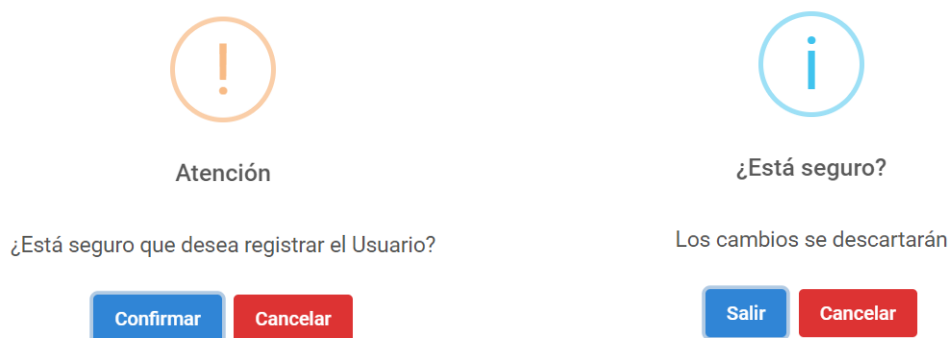 !
Atención
¿Está seguro que desea registrar el Usuario?
Confirmar Cancelar
i
¿Está seguro?
Los cambios se descartarán
Salir Cancelar